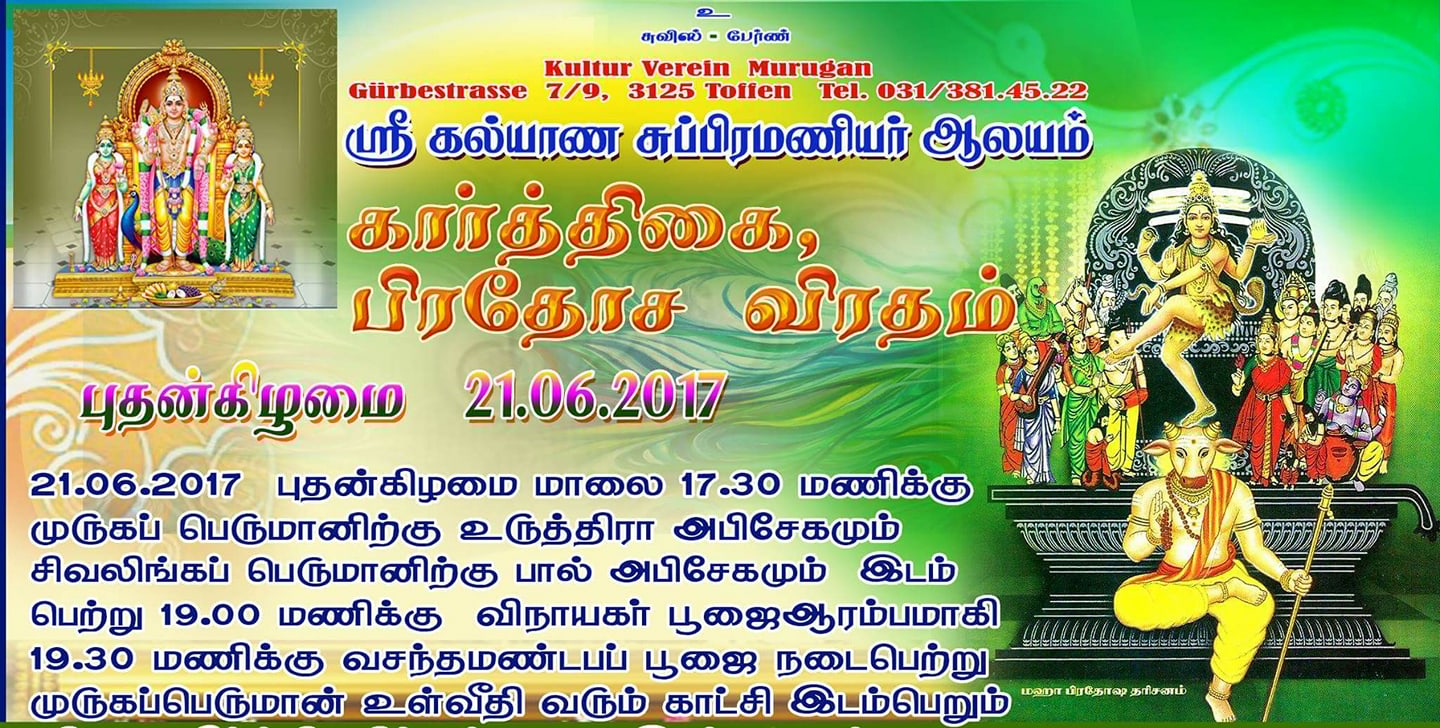 உ
சுவிஸ் - பேர்ண்
Kultur Verein Murugan
Gürbestrasse 7/9, 3125 Toffen Tel. 031/381.45.22
ஸ்ரீ கல்யாண சுப்பிரமணியர் ஆலயம்
கார்த்திகை,
பிரதோச விரதம்
புதன்கிழமை 21.06.2017
21.06.2017 புதன்கிழமை மாலை 17.30 மணிக்கு
முருகப் பெருமானிற்கு உருத்திரா அபிசேகமும்
சிவலிங்கப் பெருமானிற்கு பால் அபிசேகமும் இடம்
பெற்று 19.00 மணிக்கு விநாயகர் பூஜைஆரம்பமாகி
19.30 மணிக்கு வசந்தமண்டபப் பூஜை நடைபெற்று
முருகப்பெருமான் உள்வீதி வரும் காட்சி இடம்பெறும்
மஹா பிரதோஷ தரிசனம்